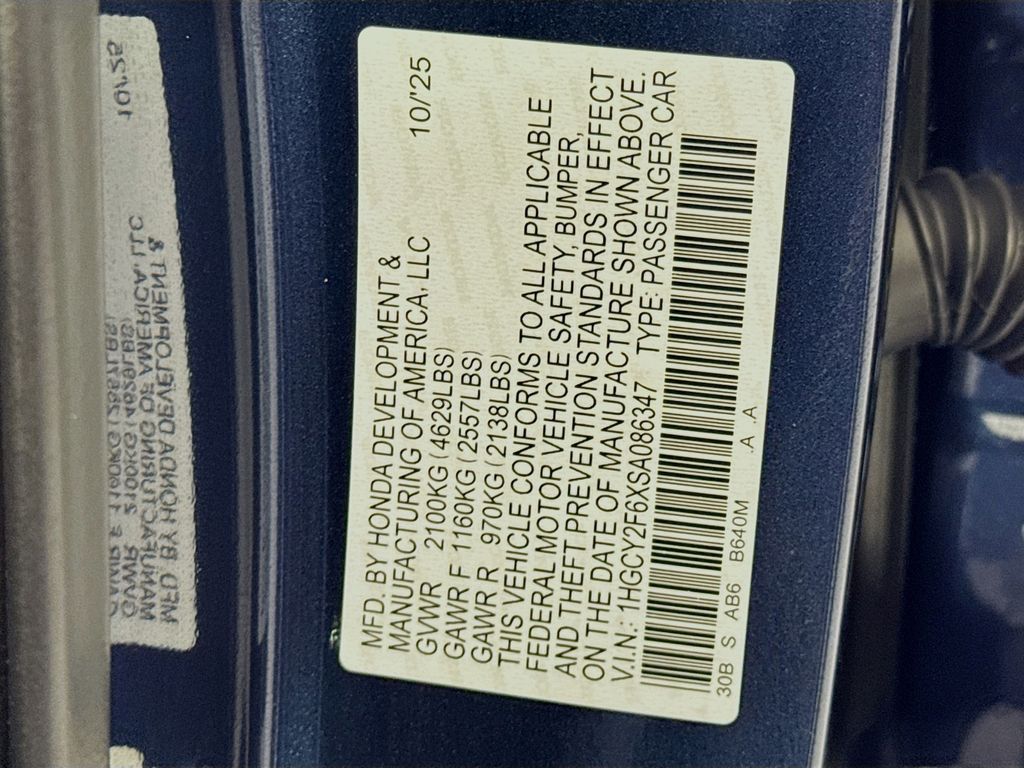 MFD. BY HONDA DEVELOPMENT &
MANUFACTURING OF AMERICA, LLC 10/'25
GVWR 2100KG (4629LBS)
GAWR F 1160KG (2557LBS)
GAWR R 970KG (2138LBS)
THIS VEHICLE CONFORMS TO ALL APPLICABLE
FEDERAL MOTOR VEHICLE SAFETY, BUMPER,
AND THEFT PREVENTION STANDARDS IN EFFECT
ON THE DATE OF MANUFACTURE SHOWN ABOVE.
V.I.N.: 1HGCY2F6XSA086347 TYPE: PASSENGER CAR
30B S AB6 B640M .A .A